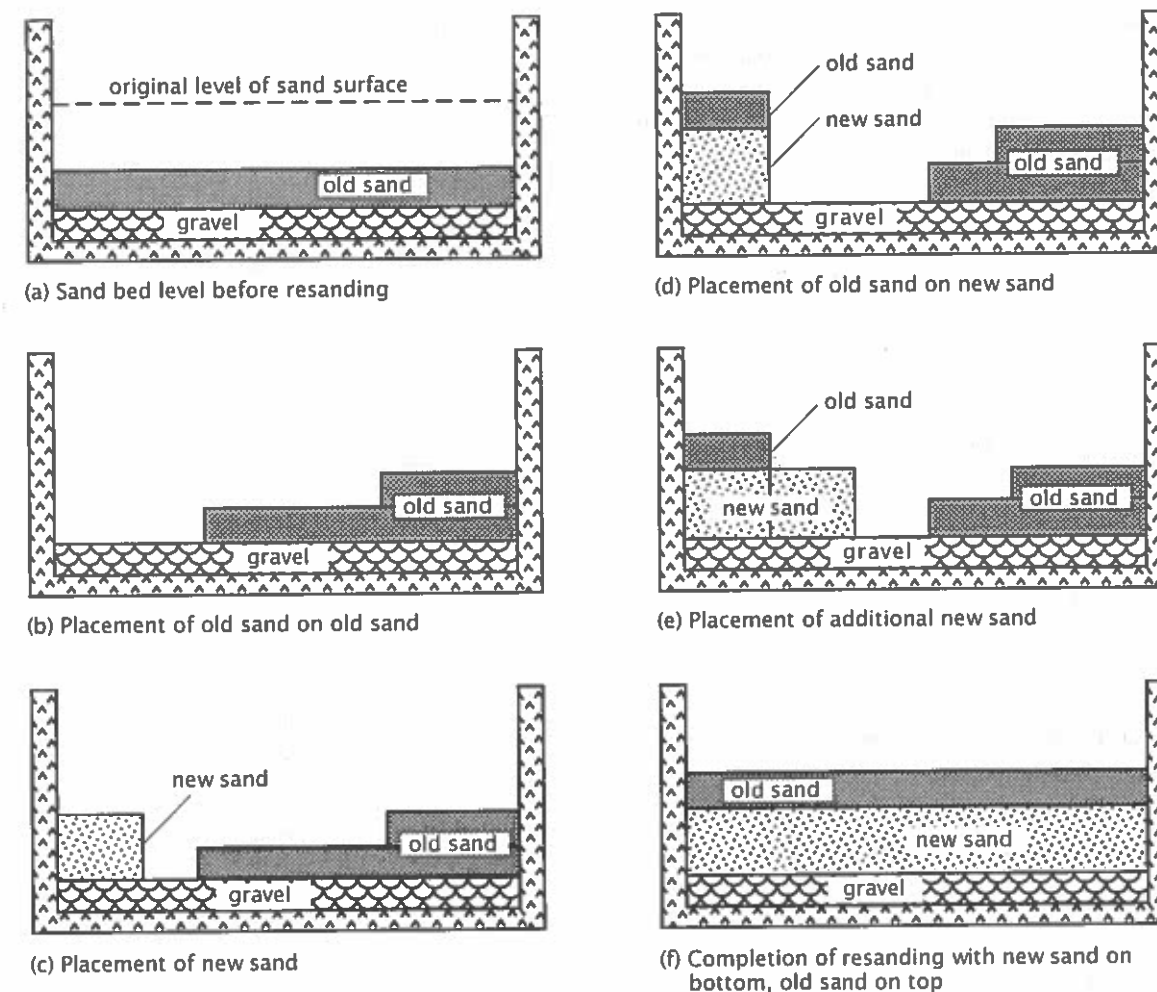 original level of sand surface
old sand
gravel
(a) Sand bed level before resanding
old sand
gravel
(b) Placement of old sand on old sand
new sand
old sand
gravel
(c) Placement of new sand
old sand
new sand
old sand
gravel
(d) Placement of old sand on new sand
old sand
new sand
old sand
gravel
(e) Placement of additional new sand
old sand
new sand
gravel
(f) Completion of resanding with new sand on
bottom, old sand on top